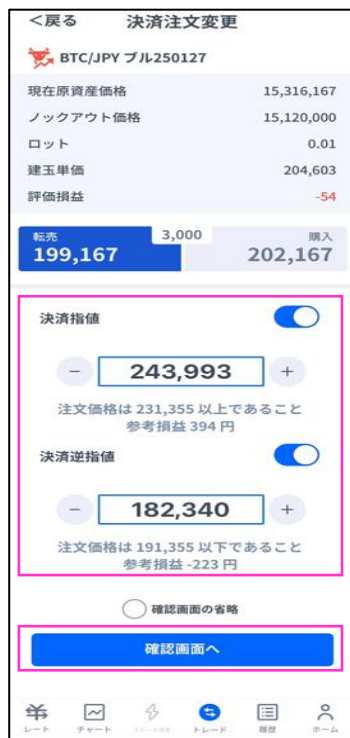 <戻る 決済注文変更
BTC/JPY ブル250127
現在原資産価格 15,316,167
ノックアウト価格 15,120,000
ロット 0.01
建玉単価 204,603
評価損益 -54
転売 3,000 購入
199,167 202,167
決済指値
− 243,993 +
注文価格は 231,355 以上であること
参考損益 394 円
決済逆指値
− 182,340 +
注文価格は 191,355 以下であること
参考損益 -223 円
確認画面の省略
確認画面へ
レート チャート スピード注文 トレード 履歴 ホーム